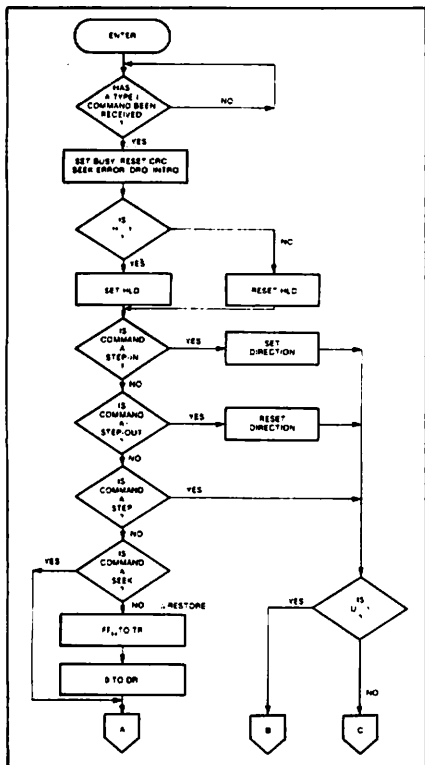 ENTER
HAS
A TYPE I
COMMAND BEEN
RECEIVED
?
NO
YES
SET BUSY, RESET CRC,
SEEK ERROR, DRQ, INTRQ
IS
NO
YES
SET HLD
RESET HLD
IS
COMMAND
A
STEP-IN
?
YES
SET
DIRECTION
NO
IS
COMMAND
A
STEP-OUT
?
YES
RESET
DIRECTION
NO
IS
COMMAND
A
STEP
?
YES
NO
IS
COMMAND
A
SEEK
?
YES
NO
RESTORE
FF TO TR
0 TO DR
IS
YES
NO
A
B
C